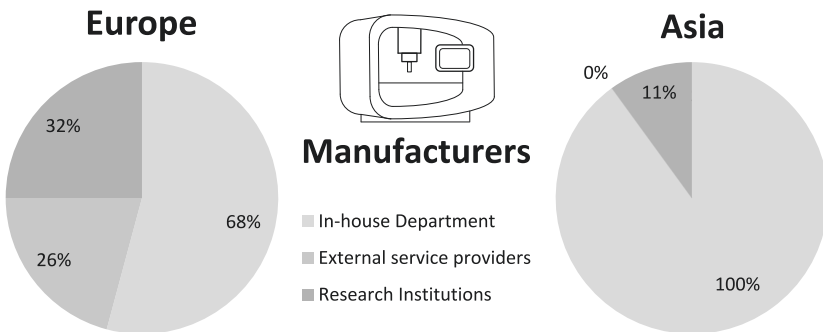 Europe
32%
68%
26%
Manufacturers
In-house Department
External service providers
Research Institutions
Asia
0%
11%
100%